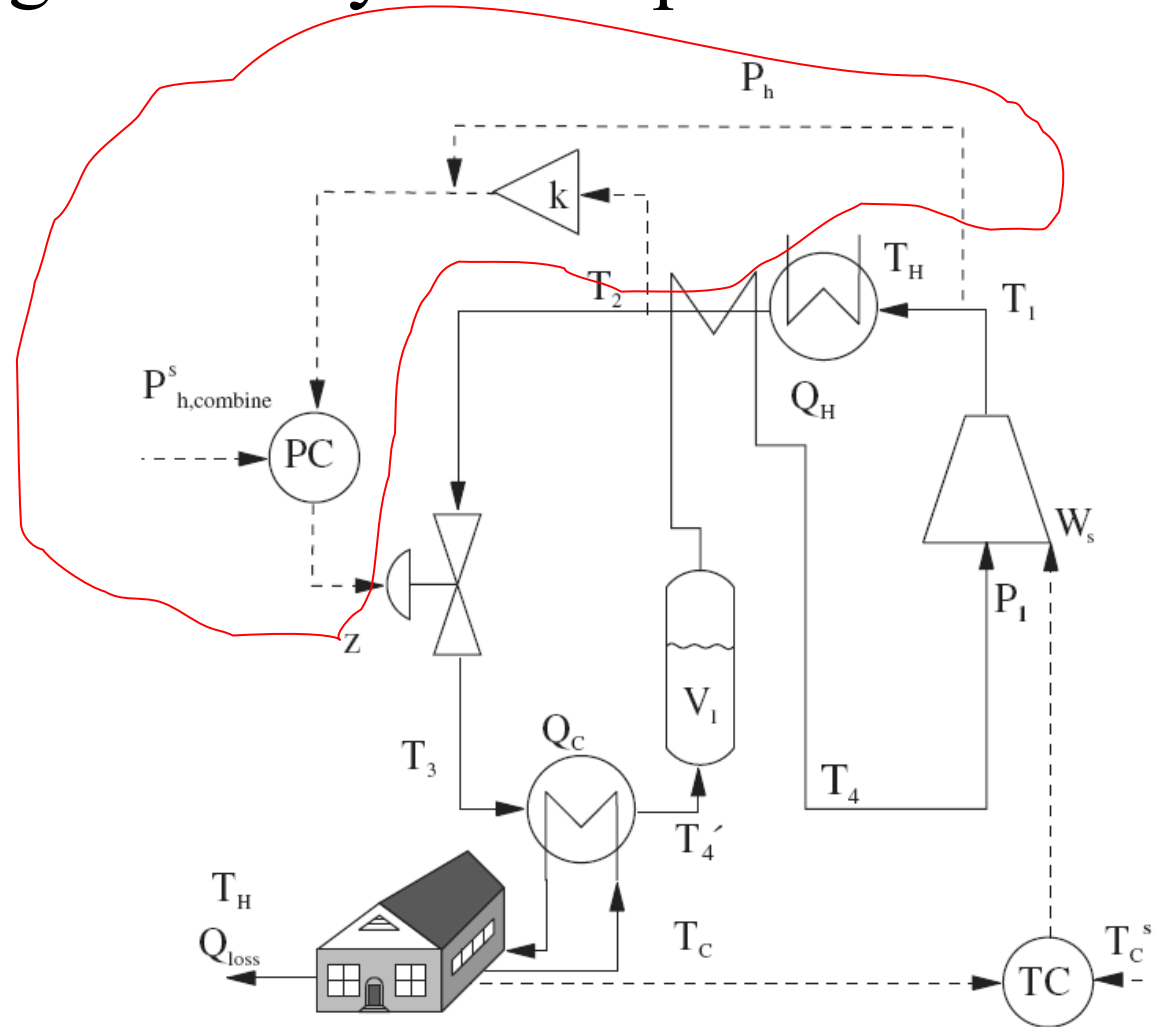 P_h
k
T_2
T_H
T_1
P^s_h,combine
Q_H
PC
W_s
P_1
z
V_1
Q_C
T_3
T_4
T_4´
T_H
T_C
Q_loss
T_C^s
TC